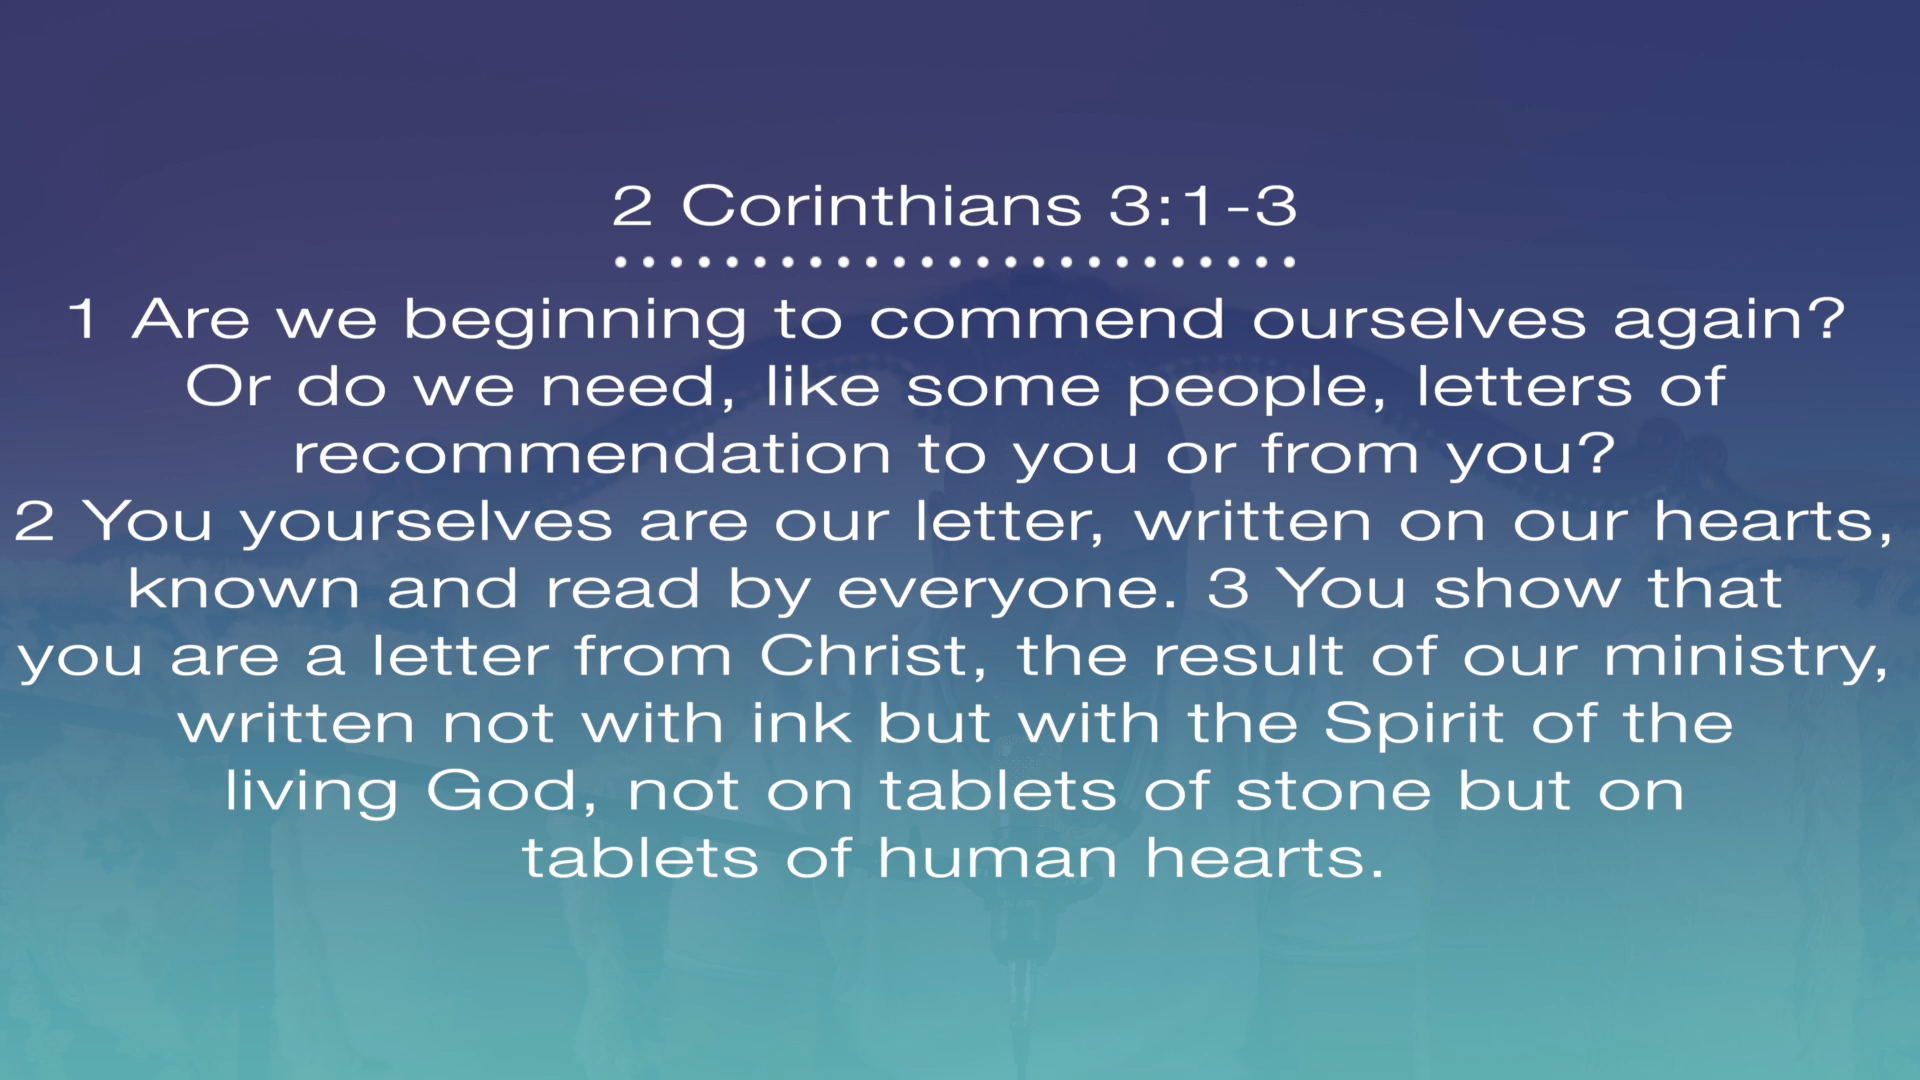 2 Corinthians 3:1-3
1 Are we beginning to commend ourselves again?
Or do we need, like some people, letters of
recommendation to you or from you?
2 You yourselves are our letter, written on our hearts,
known and read by everyone. 3 You show that
you are a letter from Christ, the result of our ministry,
written not with ink but with the Spirit of the
living God, not on tablets of stone but on
tablets of human hearts.